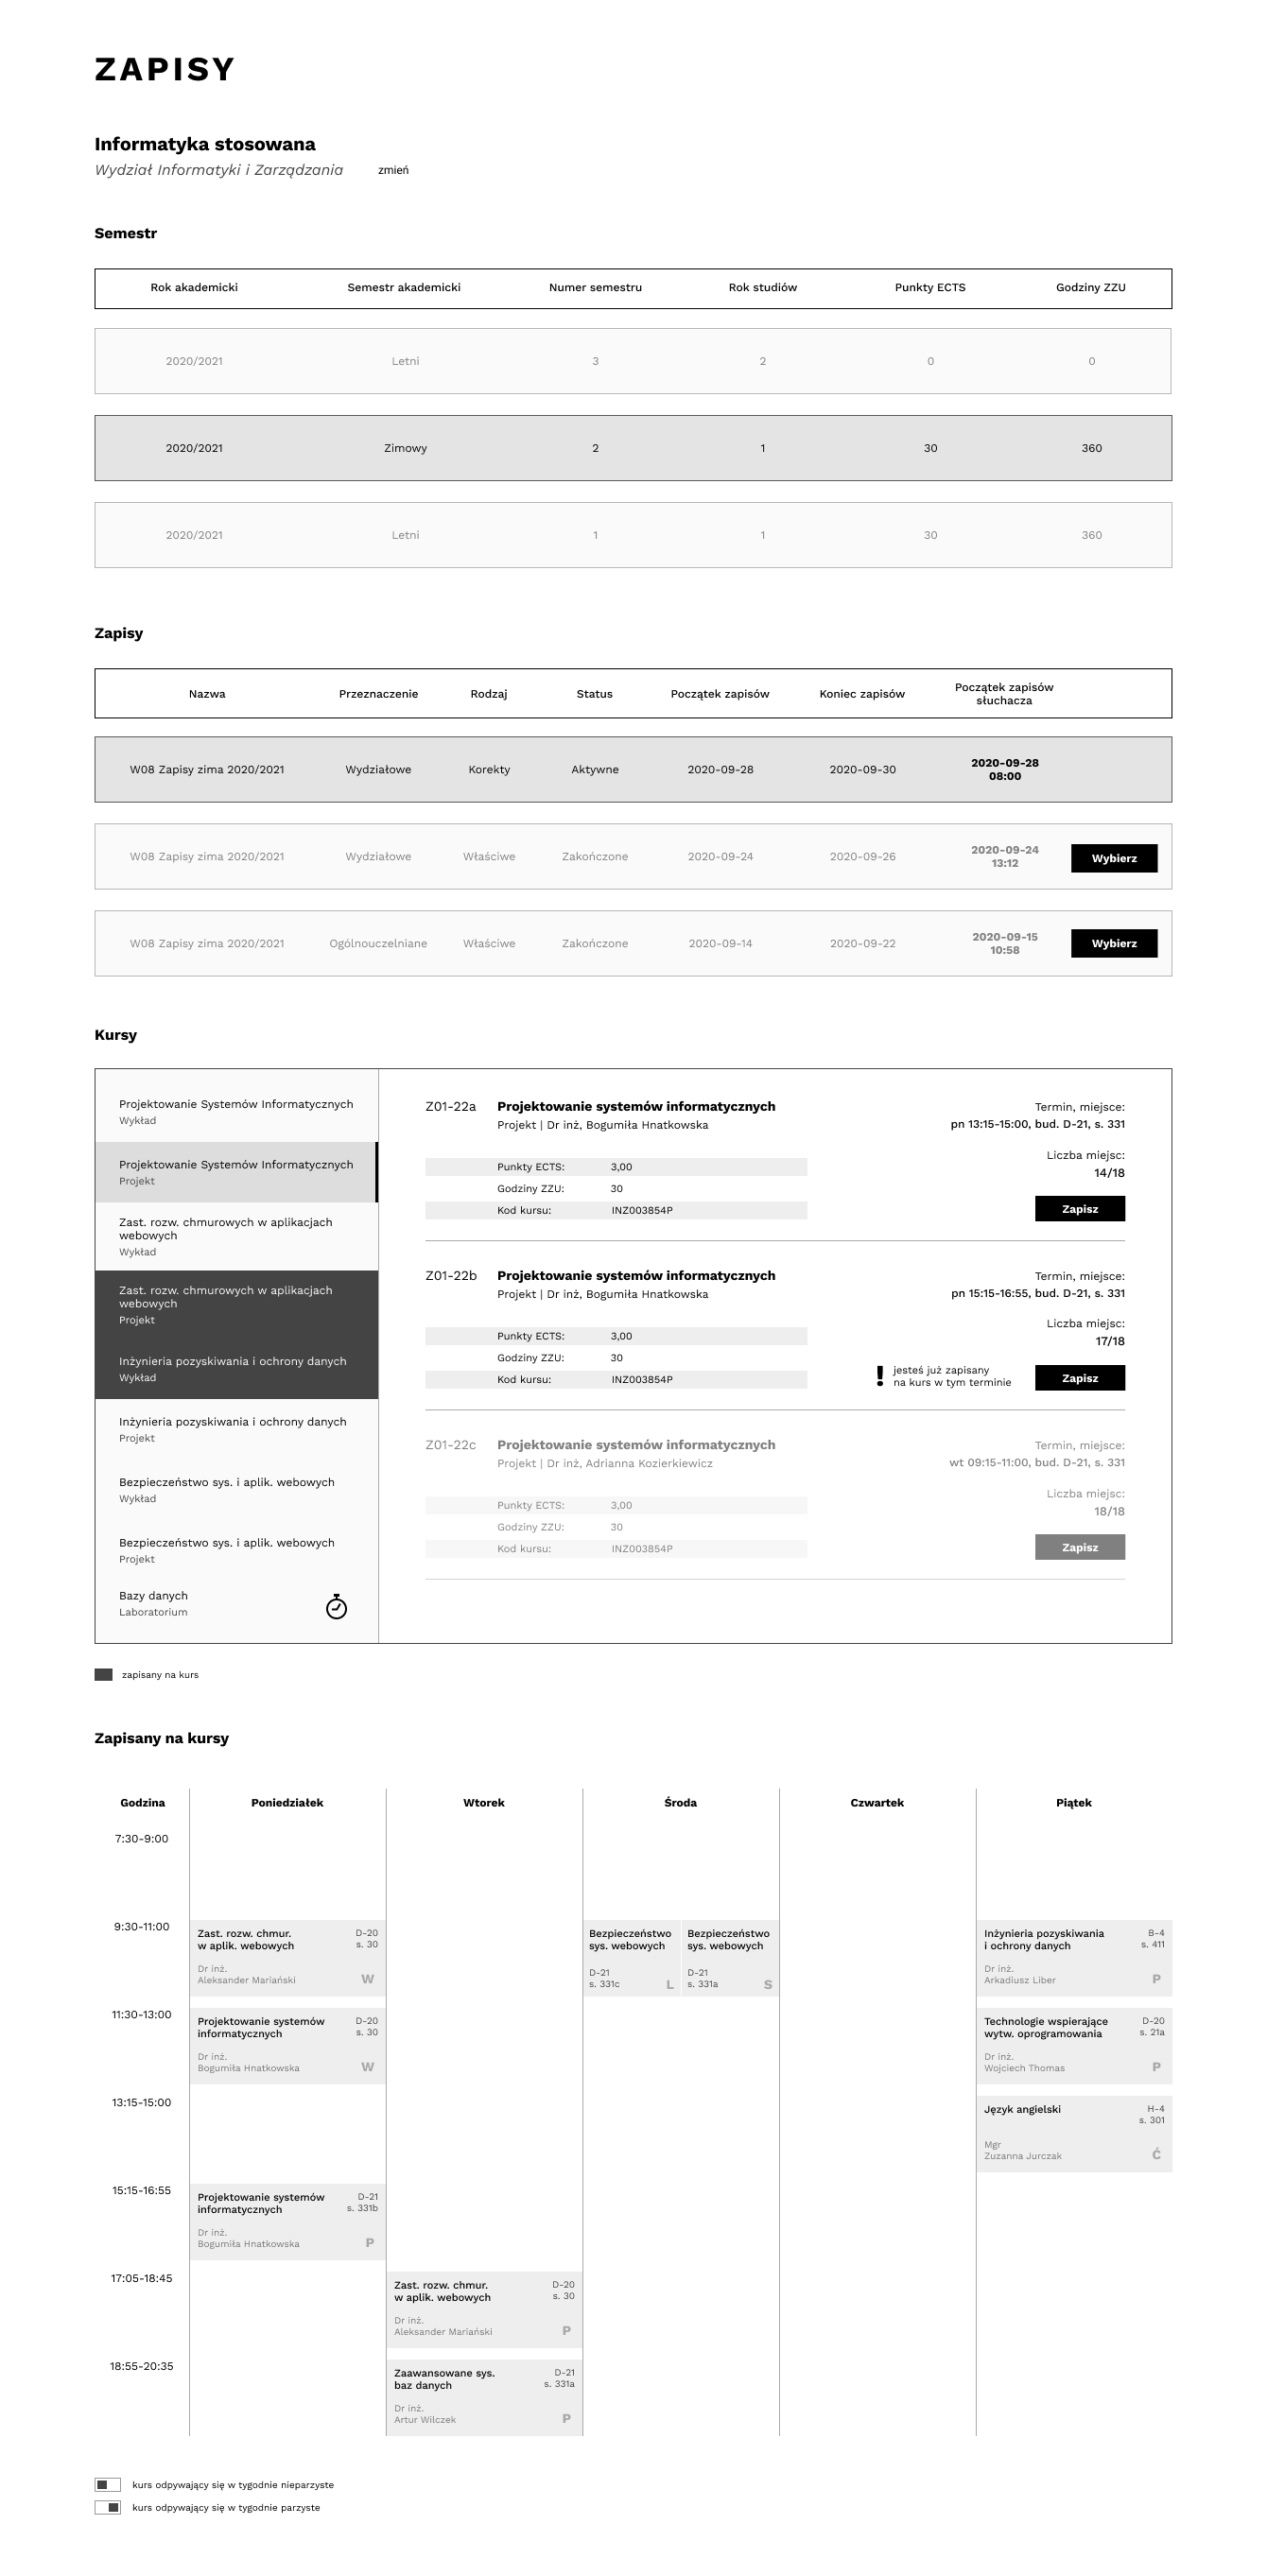 ZAPISY
Informatyka stosowana
Wydział Informatyki i Zarządzania zmień
Semestr
Rok akademicki Semestr akademicki Numer semestru Rok studiów Punkty ECTS Godziny ZZU
2020/2021 Letni 3 2 0 0
2020/2021 Zimowy 2 1 30 360
2020/2021 Letni 1 1 30 360
Zapisy
Nazwa Przeznaczenie Rodzaj Status Początek zapisów Koniec zapisów Początek zapisów
słuchacza
W08 Zapisy zima 2020/2021 Wydziałowe Korekty Aktywne 2020-09-28 2020-09-30 2020-09-28
08:00
W08 Zapisy zima 2020/2021 Wydziałowe Właściwe Zakończone 2020-09-24 2020-09-26 2020-09-24
13:12
Wybierz
W08 Zapisy zima 2020/2021 Ogólnouczelniane Właściwe Zakończone 2020-09-14 2020-09-22 2020-09-15
10:58
Wybierz
Kursy
Projektowanie Systemów Informatycznych
Wykład
Projektowanie Systemów Informatycznych
Projekt
Zast. rozw. chmurowych w aplikacjach
webowych
Wykład
Zast. rozw. chmurowych w aplikacjach
webowych
Projekt
Inżynieria pozyskiwania i ochrony danych
Wykład
Inżynieria pozyskiwania i ochrony danych
Projekt
Bezpieczeństwo sys. i aplik. webowych
Wykład
Bezpieczeństwo sys. i aplik. webowych
Projekt
Bazy danych
Laboratorium
Z01-22a Projektowanie systemów informatycznych
Projekt | Dr inż, Bogumiła Hnatkowska
Termin, miejsce:
pn 13:15-15:00, bud. D-21, s. 331
Liczba miejsc:
14/18
Punkty ECTS: 3,00
Godziny ZZU: 30
Kod kursu: INZ003854P
Zapisz
Z01-22b Projektowanie systemów informatycznych
Projekt | Dr inż, Bogumiła Hnatkowska
Termin, miejsce:
pn 15:15-16:55, bud. D-21, s. 331
Liczba miejsc:
17/18
Punkty ECTS: 3,00
Godziny ZZU: 30
Kod kursu: INZ003854P
! jesteś już zapisany
na kurs w tym terminie
Zapisz
Z01-22c Projektowanie systemów informatycznych
Projekt | Dr inż, Adrianna Kozierkiewicz
Termin, miejsce:
wt 09:15-11:00, bud. D-21, s. 331
Liczba miejsc:
18/18
Punkty ECTS: 3,00
Godziny ZZU: 30
Kod kursu: INZ003854P
Zapisz
zapisany na kurs
Zapisany na kursy
Godzina Poniedziałek Wtorek Środa Czwartek Piątek
7:30-9:00
9:30-11:00
Zast. rozw. chmur. D-20
w aplik. webowych s. 30
Dr inż.
Aleksander Mariański W
Bezpieczeństwo
sys. webowych
D-21
s. 331c L
Bezpieczeństwo
sys. webowych
D-21
s. 331a S
Inżynieria pozyskiwania B-4
i ochrony danych s. 411
Dr inż.
Arkadiusz Liber P
11:30-13:00
Projektowanie systemów D-20
informatycznych s. 30
Dr inż.
Bogumiła Hnatkowska W
Technologie wspierające D-20
wytw. oprogramowania s. 21a
Dr inż.
Wojciech Thomas P
13:15-15:00
Język angielski H-4
s. 301
Mgr
Zuzanna Jurczak Ć
15:15-16:55
Projektowanie systemów D-21
informatycznych s. 331b
Dr inż.
Bogumiła Hnatkowska P
17:05-18:45
Zast. rozw. chmur. D-20
w aplik. webowych s. 30
Dr inż.
Aleksander Mariański P
18:55-20:35
Zaawansowane sys. D-21
baz danych s. 331a
Dr inż.
Artur Wilczek P
kurs odpywający się w tygodnie nieparzyste
kurs odpywający się w tygodnie parzyste